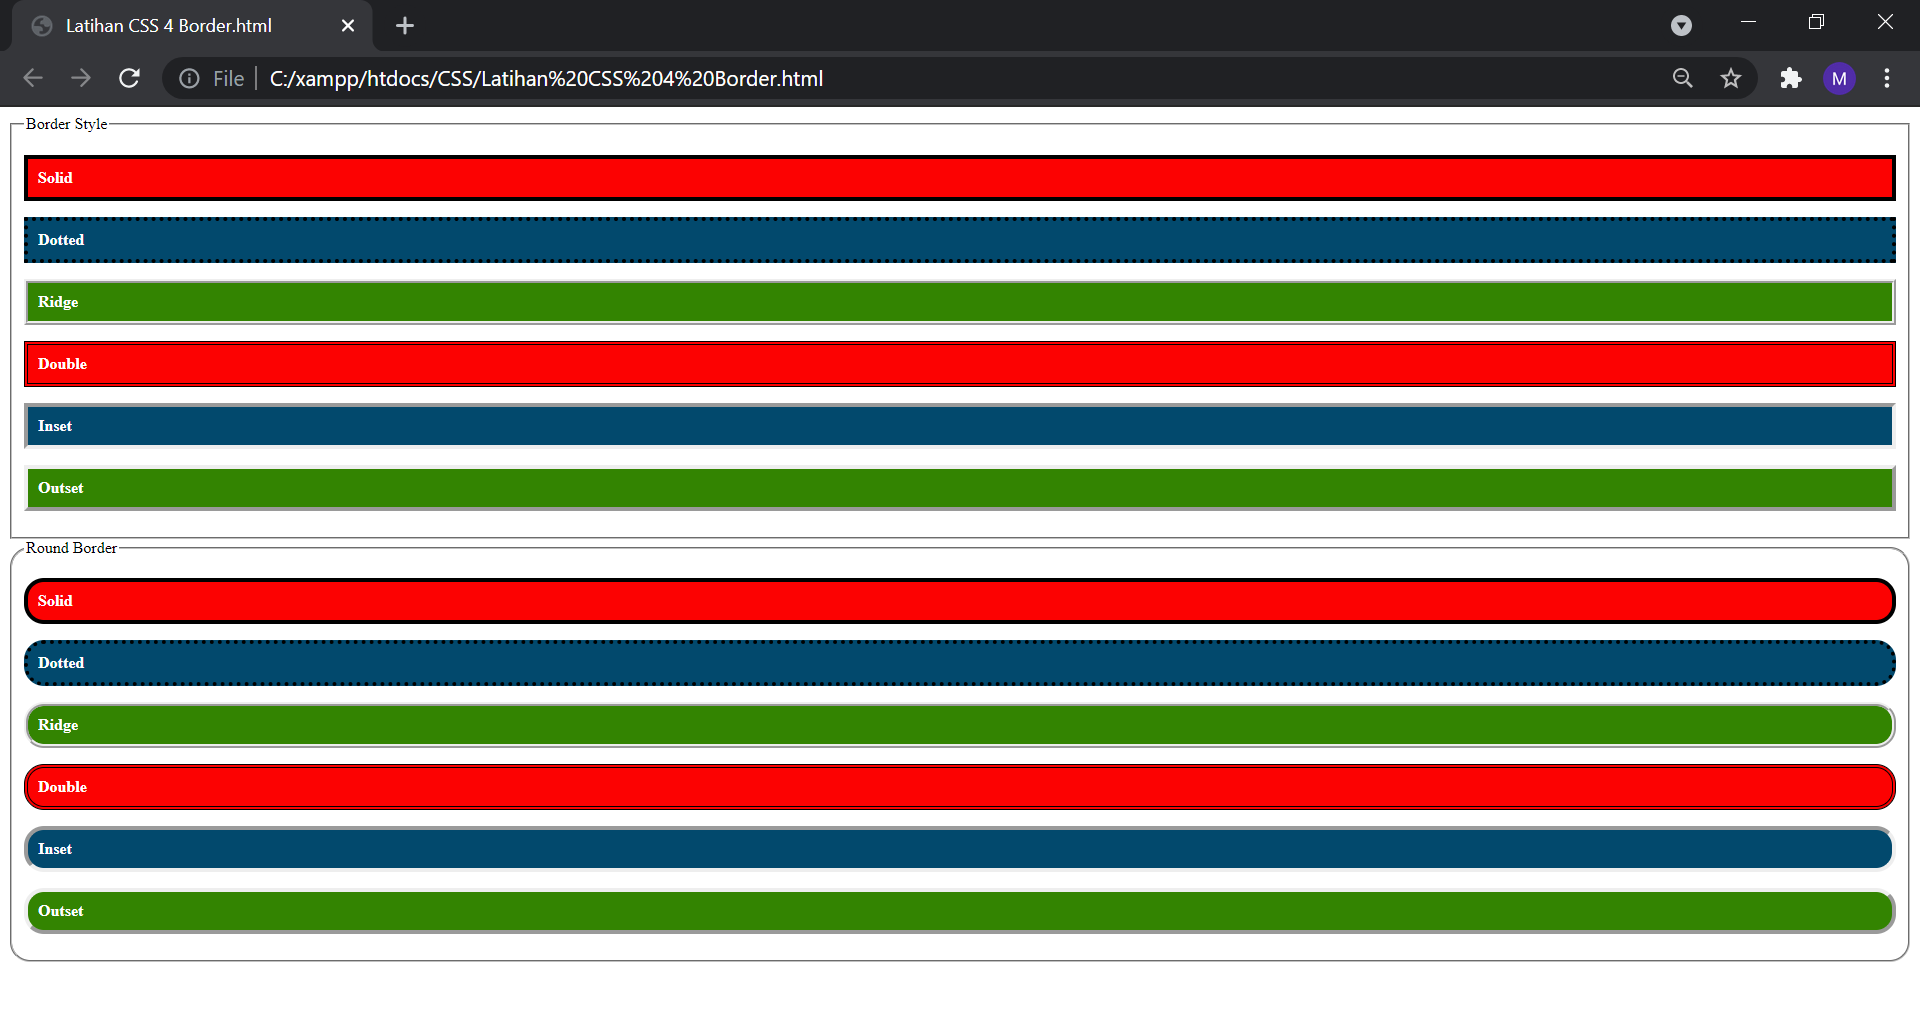 Latihan CSS 4 Border.html
File C:/xampp/htdocs/CSS/Latihan%20CSS%204%20Border.html
M
Border Style
Solid
Dotted
Ridge
Double
Inset
Outset
Round Border
Solid
Dotted
Ridge
Double
Inset
Outset